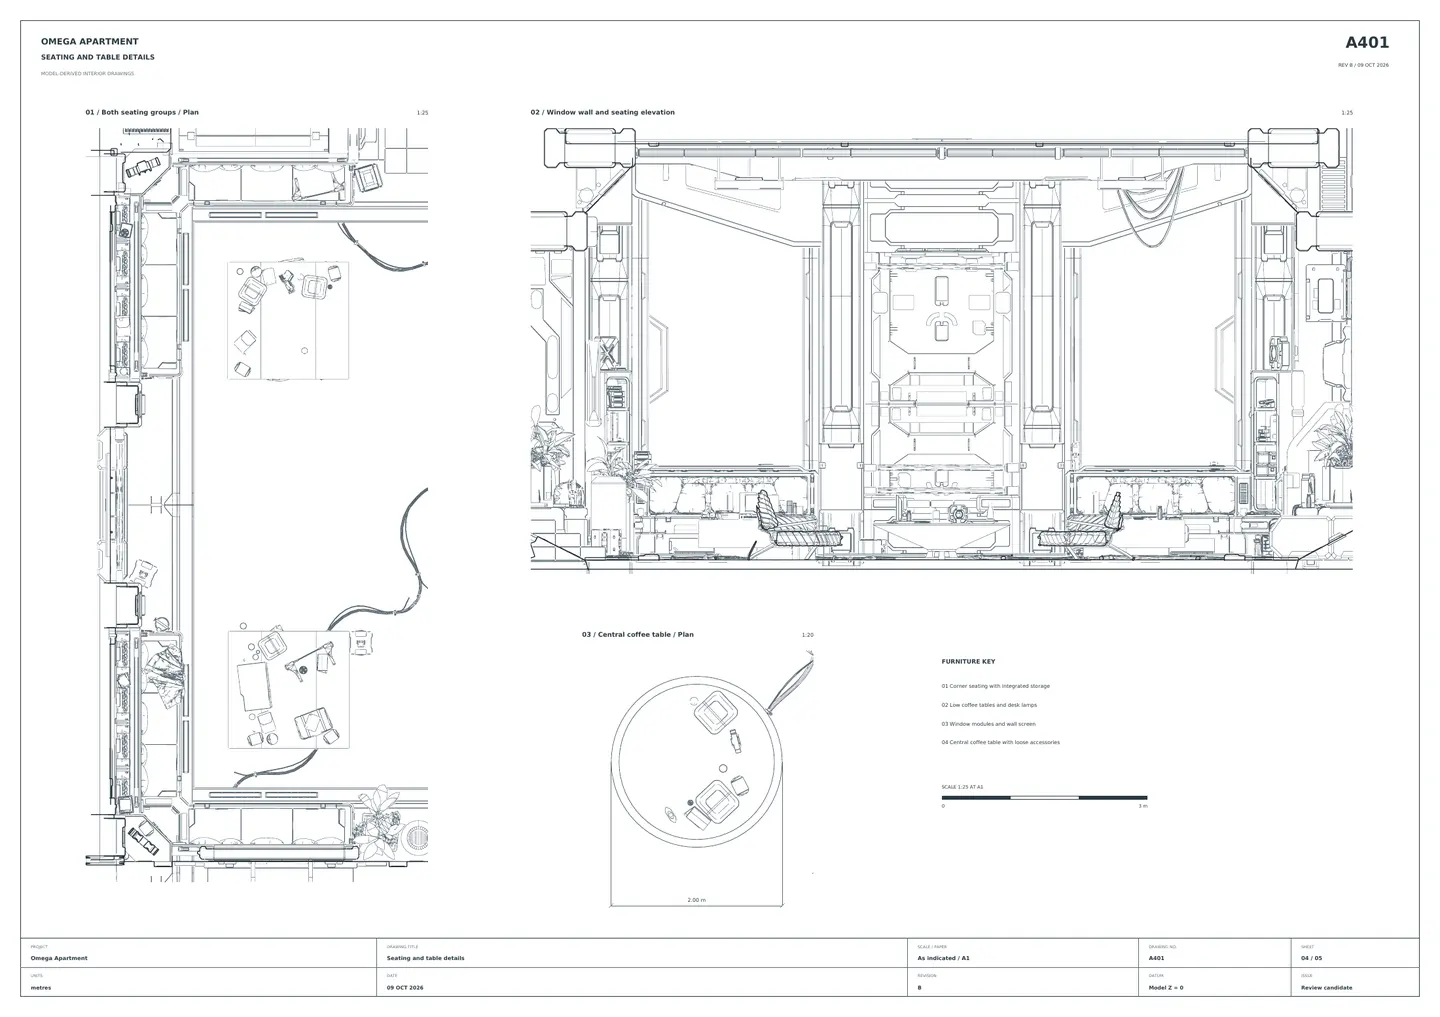 OMEGA APARTMENT
SEATING AND TABLE DETAILS
MODEL-DERIVED INTERIOR DRAWINGS
A401
REV B / 09 OCT 2026
01 / Both seating groups / Plan
1:25
02 / Window wall and seating elevation
1:25
03 / Central coffee table / Plan
1:20
2.00 m
FURNITURE KEY
01 Corner seating with integrated storage
02 Low coffee tables and desk lamps
03 Window modules and wall screen
04 Central coffee table with loose accessories
SCALE 1:25 AT A1
0
3 m
PROJECT
Omega Apartment
DRAWING TITLE
Seating and table details
SCALE / PAPER
As indicated / A1
DRAWING NO.
A401
SHEET
04 / 05
UNITS
metres
DATE
09 OCT 2026
REVISION
B
DATUM
Model Z = 0
ISSUE
Review candidate